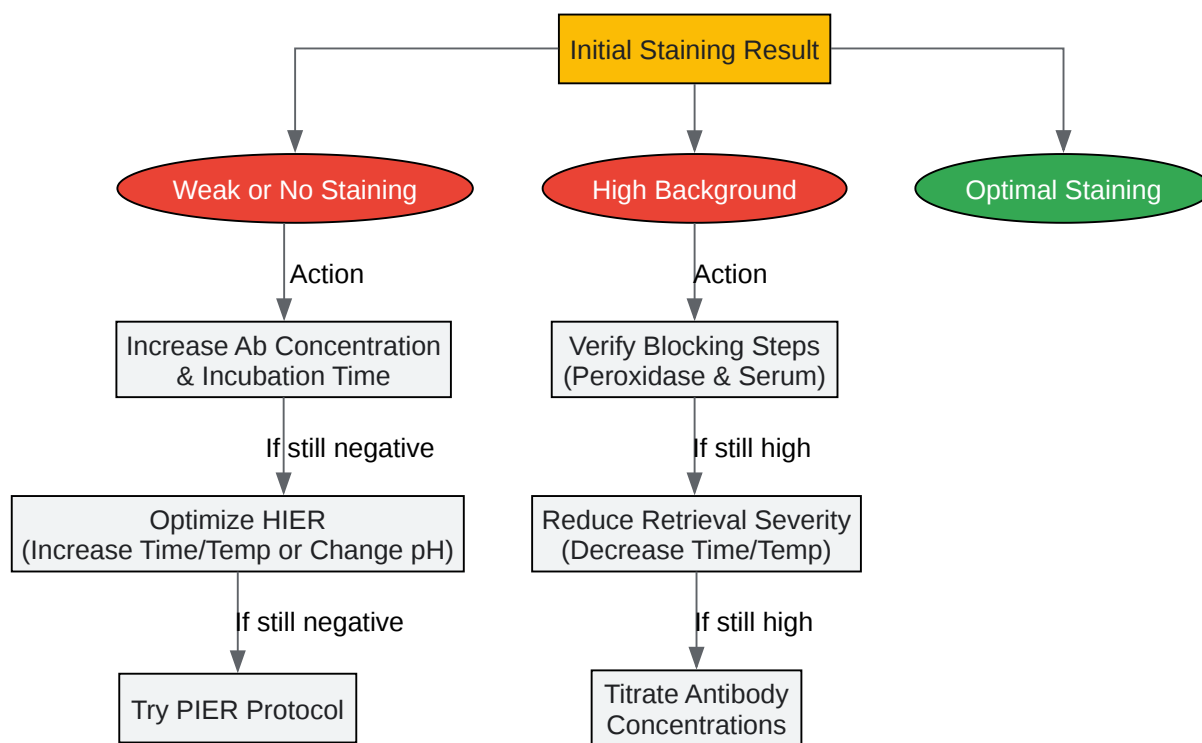 Initial Staining Result
Weak or No Staining
High Background
Optimal Staining
Action
Action
Increase Ab Concentration
& Incubation Time
Verify Blocking Steps
(Peroxidase & Serum)
If still negative
If still high
Optimize HIER
(Increase Time/Temp or Change pH)
Reduce Retrieval Severity
(Decrease Time/Temp)
If still negative
If still high
Try PIER Protocol
Titrate Antibody
Concentrations